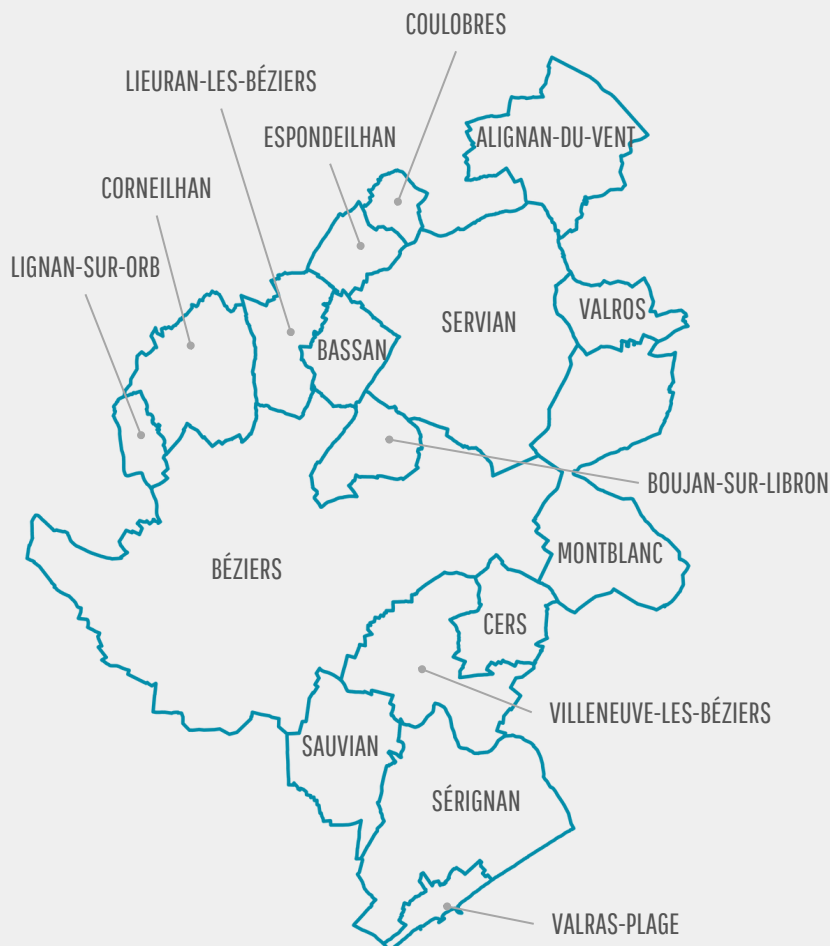 COULOBRES
LIEURAN-LES-BÉZIERS
ESPONDEILHAN
ALIGNAN-DU-VENT
CORNEILHAN
LIGNAN-SUR-ORB
SERVIAN
VALROS
BASSAN
BOUJAN-SUR-LIBRON
MONTBLANC
BÉZIERS
CERS
VILLENEUVE-LES-BÉZIERS
SAUVIAN
SÉRIGNAN
VALRAS-PLAGE